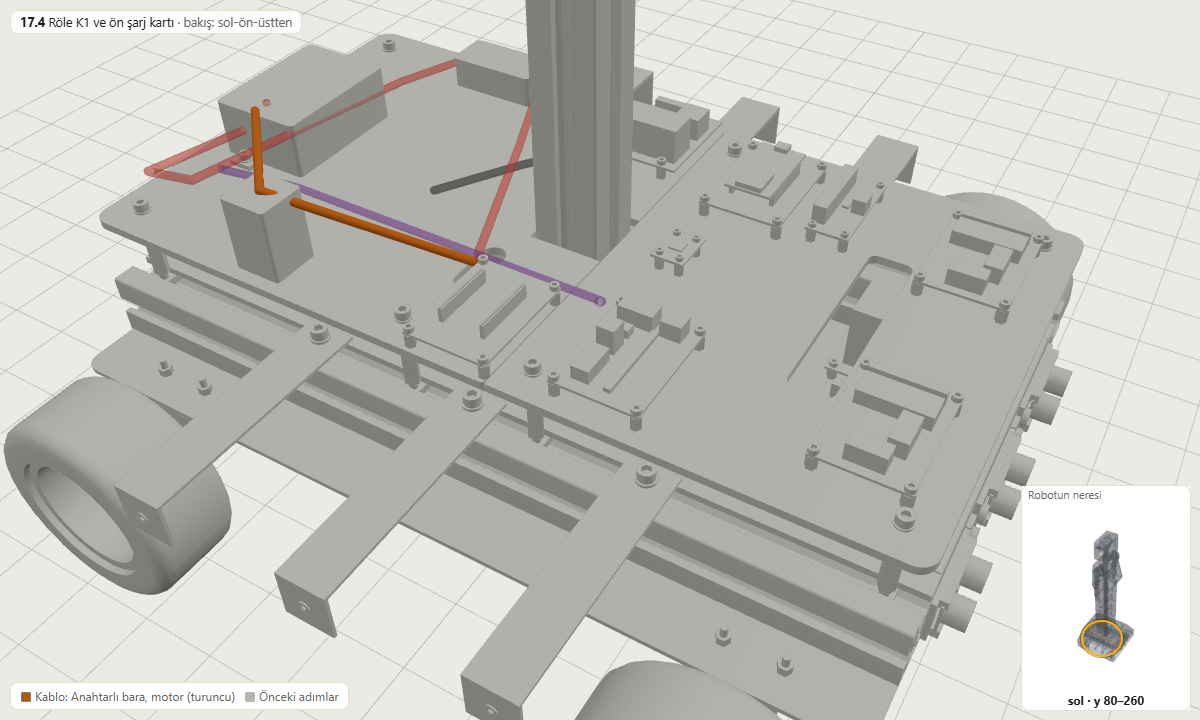 17.4 Röle K1 ve ön şarj kartı · bakış: sol-ön-üstten
Robotun neresi
sol · y 80–260
Kablo: Anahtarlı bara, motor (turuncu) Önceki adımlar